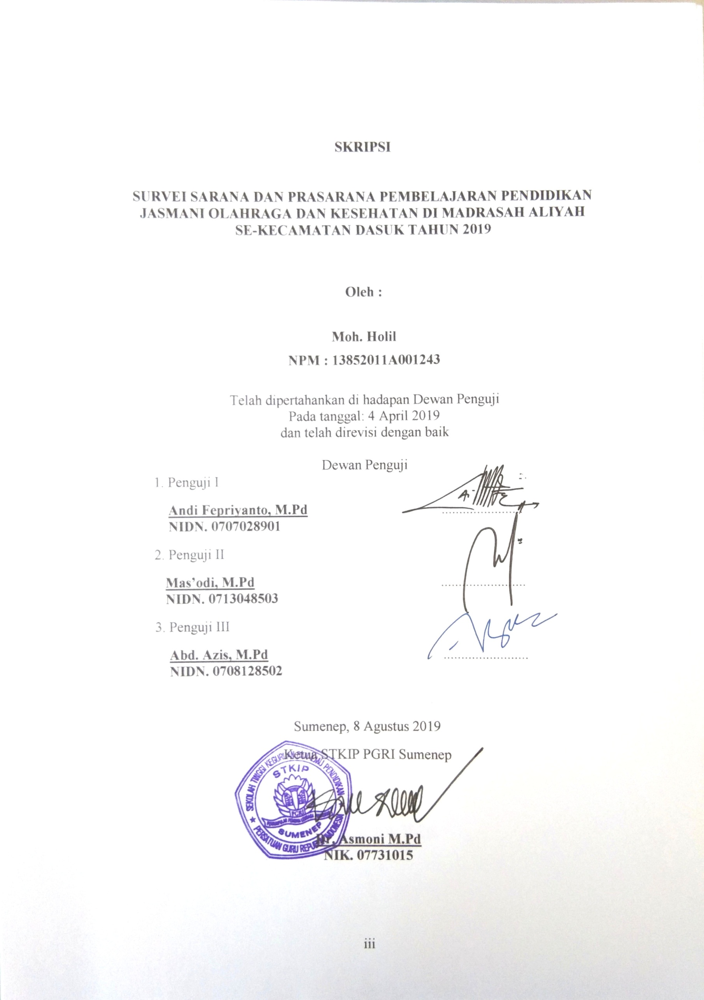 SKRIPSI
SURVEI SARANA DAN PRASARANA PEMBELAJARAN PENDIDIKAN
JASMANI OLAHRAGA DAN KESEHATAN DI MADRASAH ALIYAH
SE-KECAMATAN DASUK TAHUN 2019
Oleh :
Moh. Holil
NPM : 13852011A001243
Telah dipertahankan di hadapan Dewan Penguji
Pada tanggal: 4 April 2019
dan telah direvisi dengan baik
Dewan Penguji
1. Penguji I
Andi Fepriyanto, M.Pd
NIDN. 0707028901
2. Penguji II
Mas’odi, M.Pd
NIDN. 0713048503
3. Penguji III
Abd. Azis, M.Pd
NIDN. 0708128502
Sumenep, 8 Agustus 2019
Ketua STKIP PGRI Sumenep
SEKOLAH TINGGI KEGURUAN PENDIDIKAN
STKIP
PGRI
SUMENEP
PERSATUAN GURU REPUBLIK INDONESIA
Dr. Asmoni M.Pd
NIK. 07731015
iii